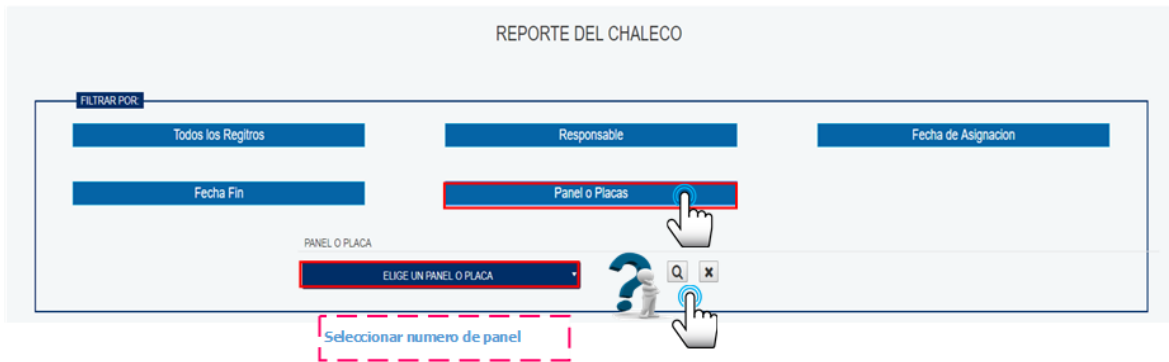 REPORTE DEL CHALECO
FILTRAR POR:
Todos los Regitros
Responsable
Fecha de Asignacion
Fecha Fin
Panel o Placas
PANEL O PLACA
ELIGE UN PANEL O PLACA
Seleccionar numero de panel